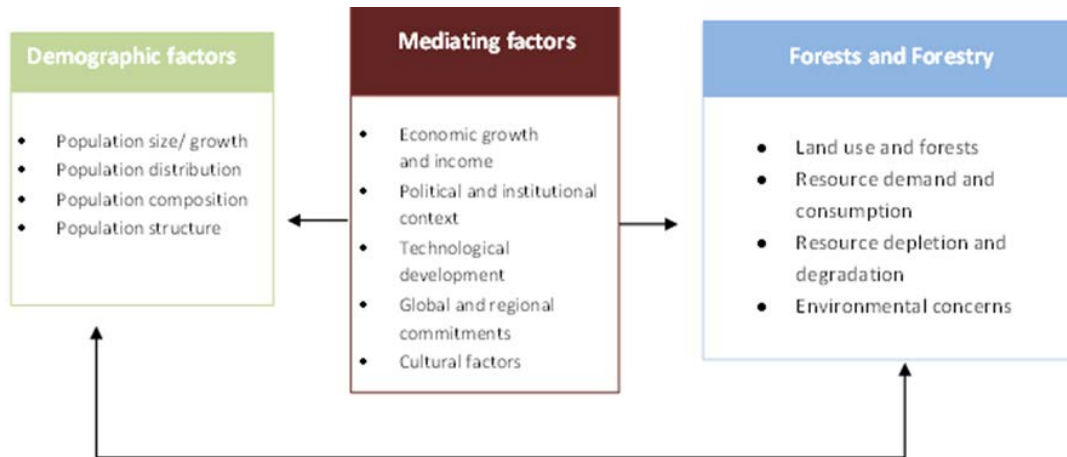 Demographic factors
• Population size/ growth
• Population distribution
• Population composition
• Population structure
Mediating factors
• Economic growth
and income
• Political and institutional
context
• Technological
development
• Global and regional
commitments
• Cultural factors
Forests and Forestry
• Land use and forests
• Resource demand and
consumption
• Resource depletion and
degradation
• Environmental concerns